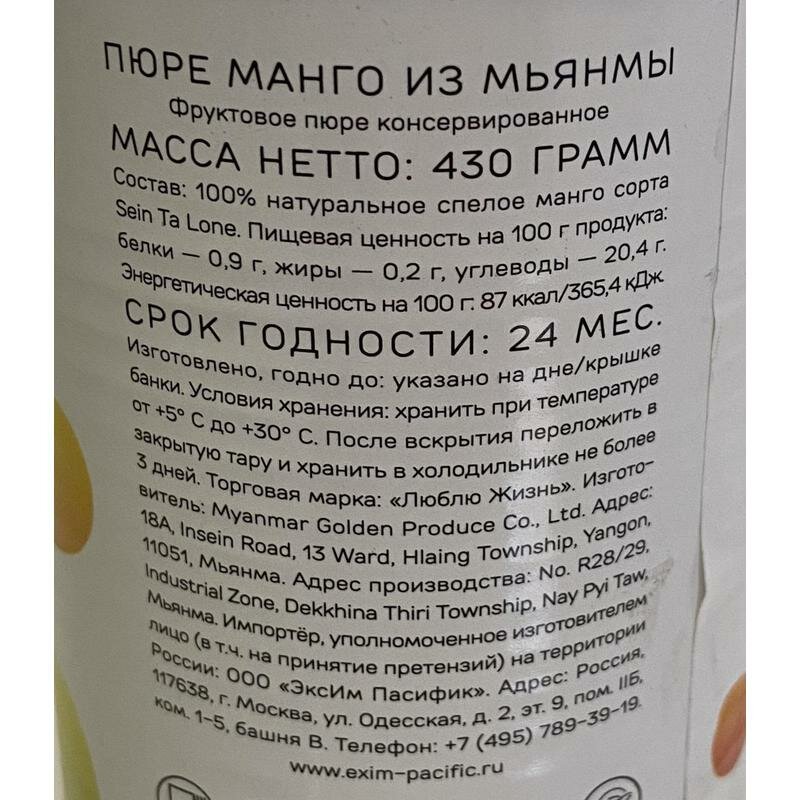 ПЮРЕ МАНГО ИЗ МЬЯНМЫ
Фруктовое пюре консервированное
МАССА НЕТТО: 430 ГРАММ
Состав: 100% натуральное спелое манго сорта
Sein Ta Lone. Пищевая ценность на 100 г продукта:
белки — 0,9 г, жиры — 0,2 г, углеводы — 20,4 г.
Энергетическая ценность на 100 г: 87 ккал/365,4 кДж.
СРОК ГОДНОСТИ: 24 МЕС.
Изготовлено, годно до: указано на дне/крышке
банки. Условия хранения: хранить при температуре
от +5° С до +30° С. После вскрытия переложить в
закрытую тару и хранить в холодильнике не более
3 дней. Торговая марка: «Люблю Жизнь». Изгото-
витель: Myanmar Golden Produce Co., Ltd. Адрес:
18A, Insein Road, 13 Ward, Hlaing Township, Yangon,
11051, Мьянма. Адрес производства: No. R28/29,
Industrial Zone, Dekkhina Thiri Township, Nay Pyi Taw,
Мьянма. Импортёр, уполномоченное изготовителем
лицо (в т.ч. на принятие претензий) на территории
России: ООО «ЭксИм Пасифик». Адрес: Россия,
117638, г. Москва, ул. Одесская, д. 2, эт. 9, пом. IIБ,
ком. 1-5, башня В. Телефон: +7 (495) 789-39-19.
www.exim-pacific.ru